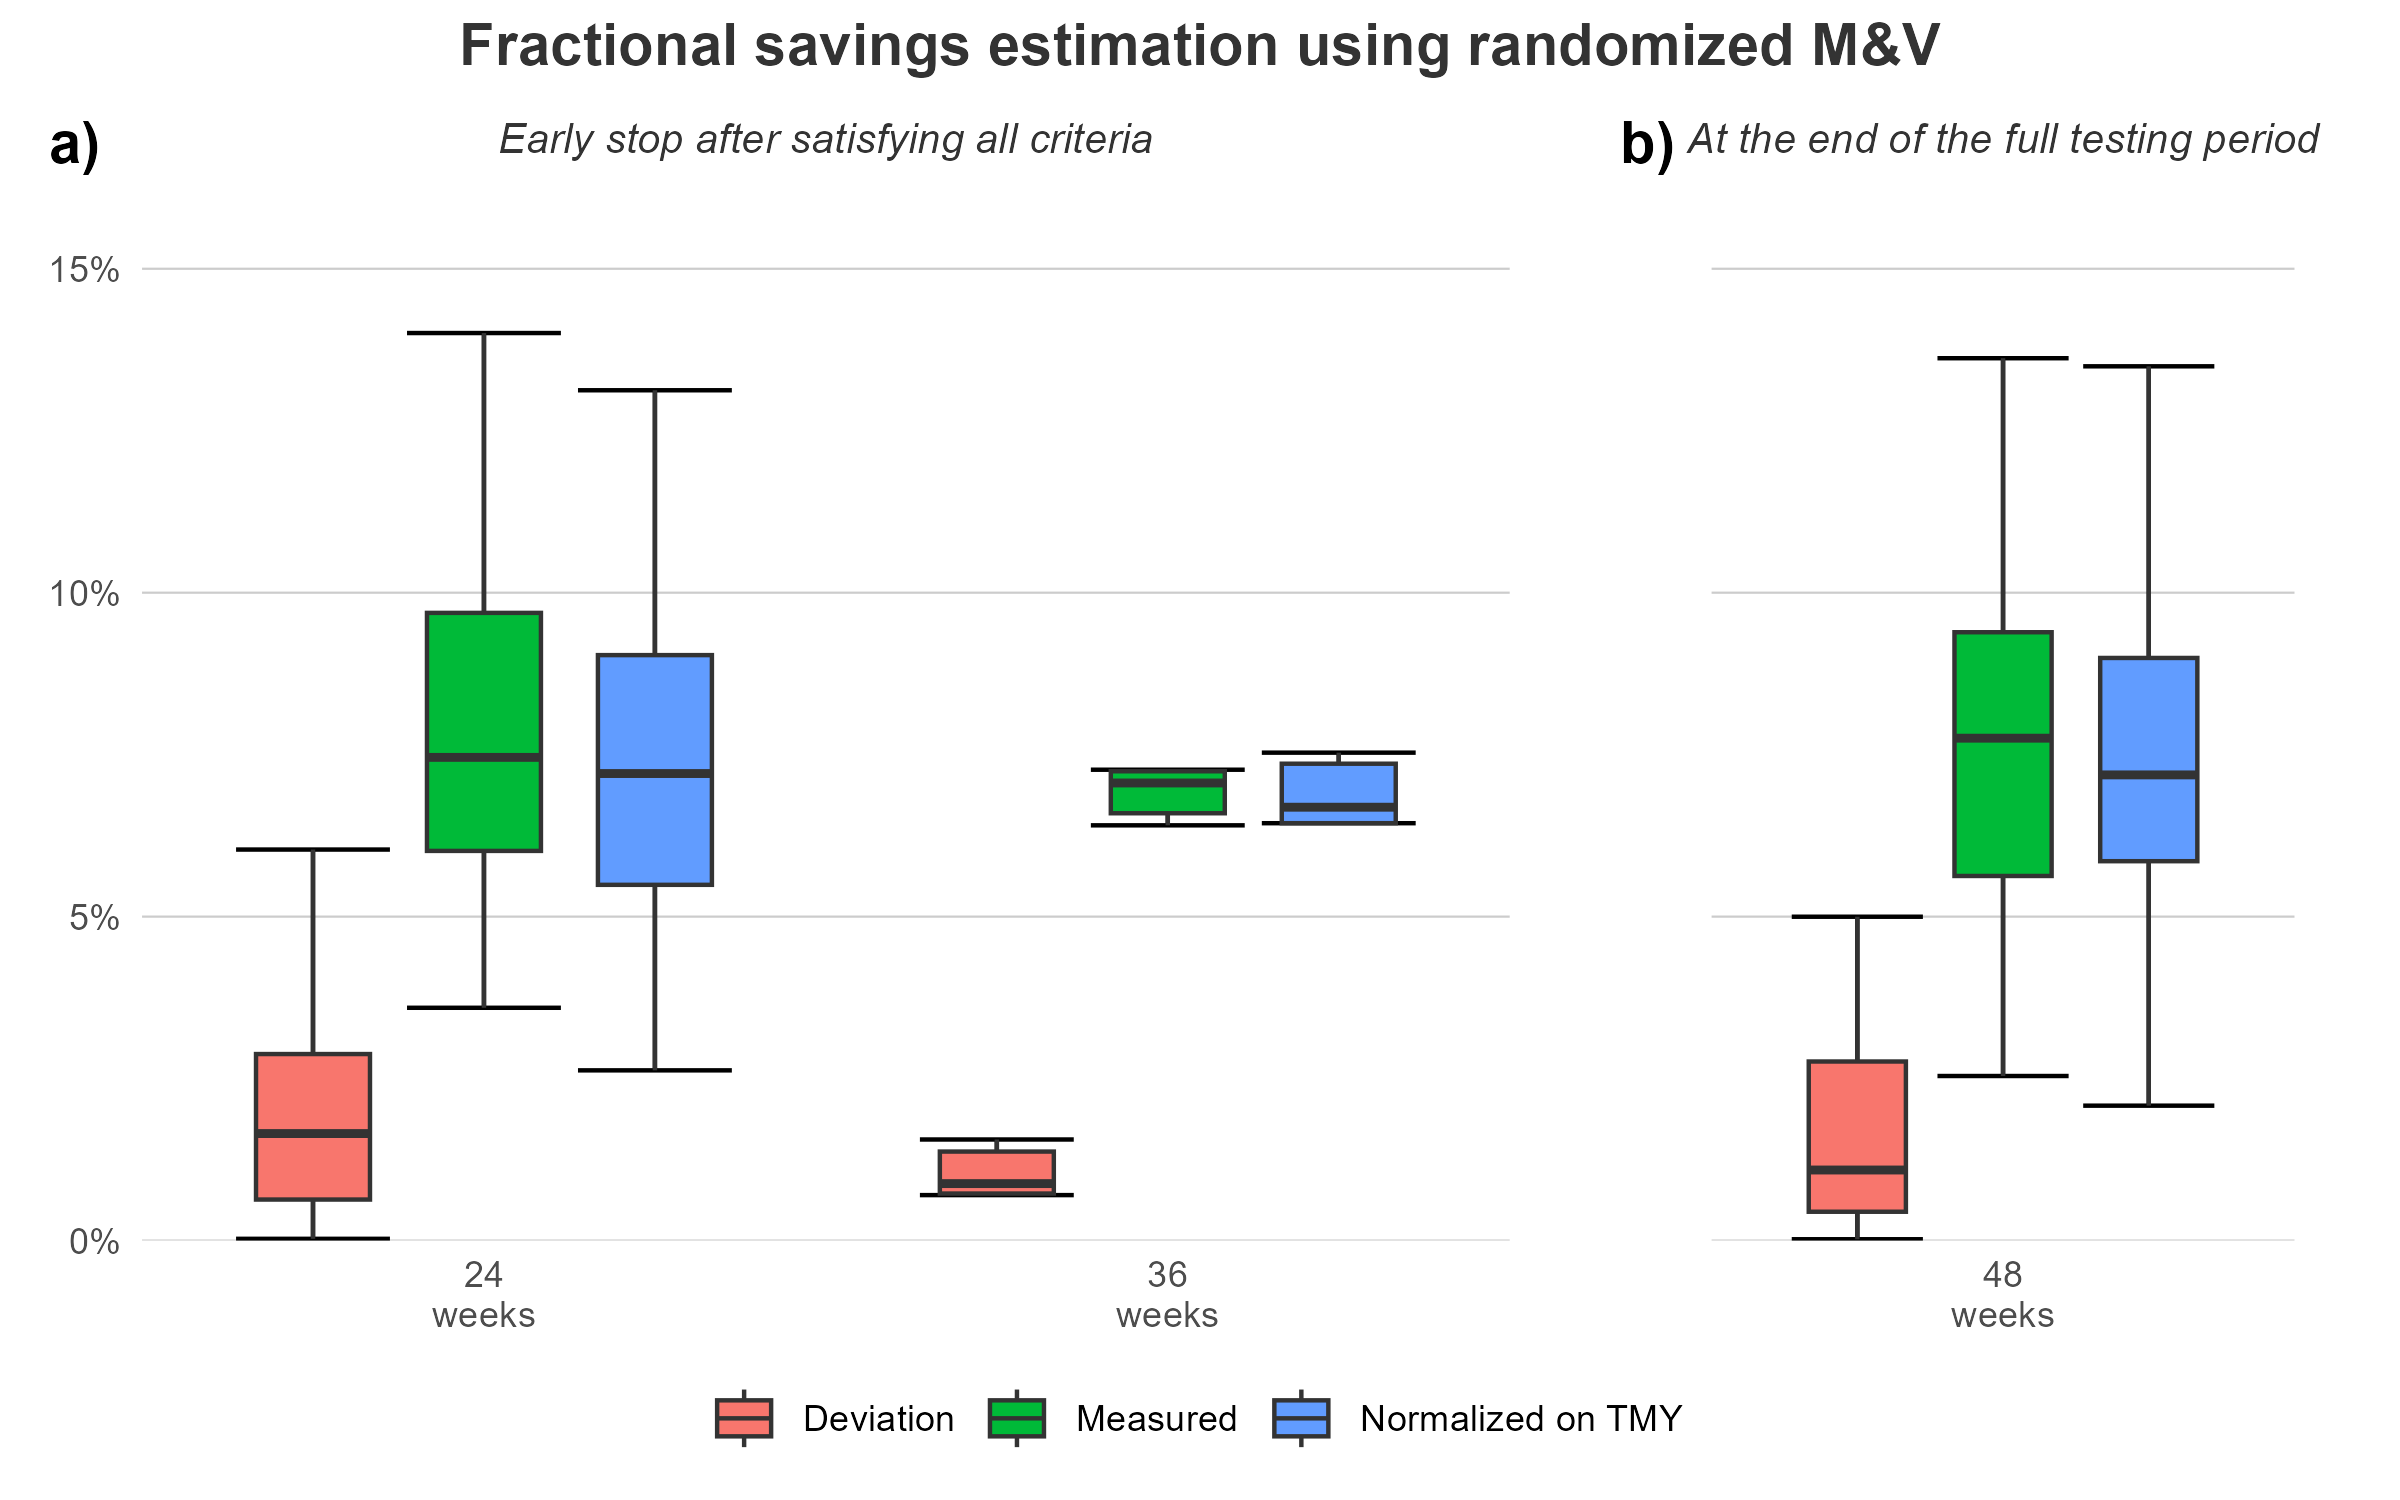 Fractional savings estimation using randomized M&V
a)
Early stop after satisfying all criteria
b)
At the end of the full testing period
15%
10%
5%
0%
24
weeks
36
weeks
48
weeks
Deviation
Measured
Normalized on TMY